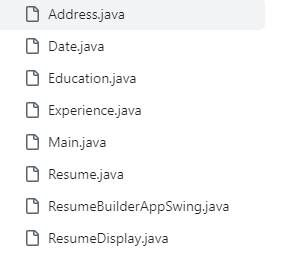 Address.java
Date.java
Education.java
Experience.java
Main.java
Resume.java
ResumeBuilderAppSwing.java
ResumeDisplay.java